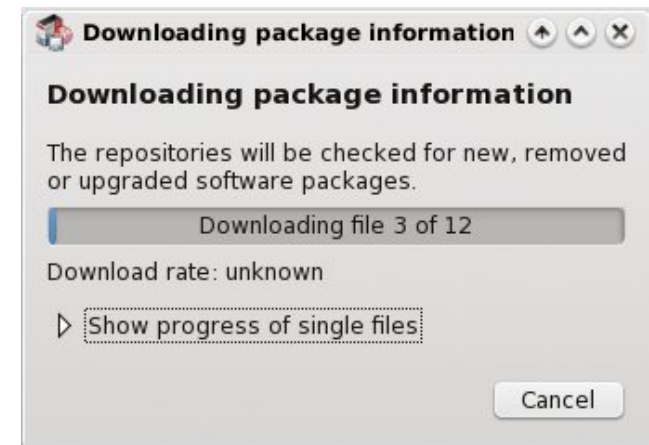 Downloading package information
Downloading package information
The repositories will be checked for new, removed
or upgraded software packages.
Downloading file 3 of 12
Download rate: unknown
Show progress of single files
Cancel